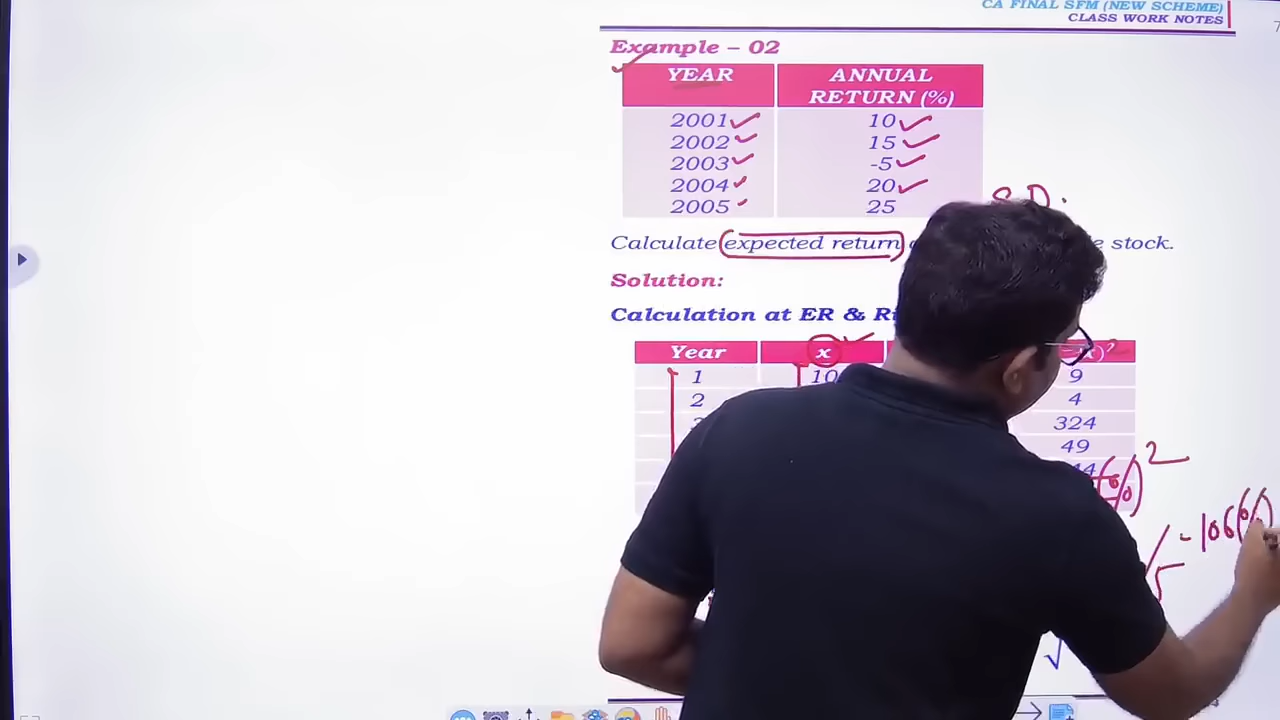 CA FINAL SFM (NEW SCHEME)
CLASS WORK NOTES
Example – 02
YEAR ANNUAL RETURN (%)
2001 10
2002 15
2003 -5
2004 20
2005 25
S.D.
Calculate expected return stock.
Solution:
Calculation at ER &
Year x
1 10 9
2 4
324
49
(%)²
- 106(%)
5